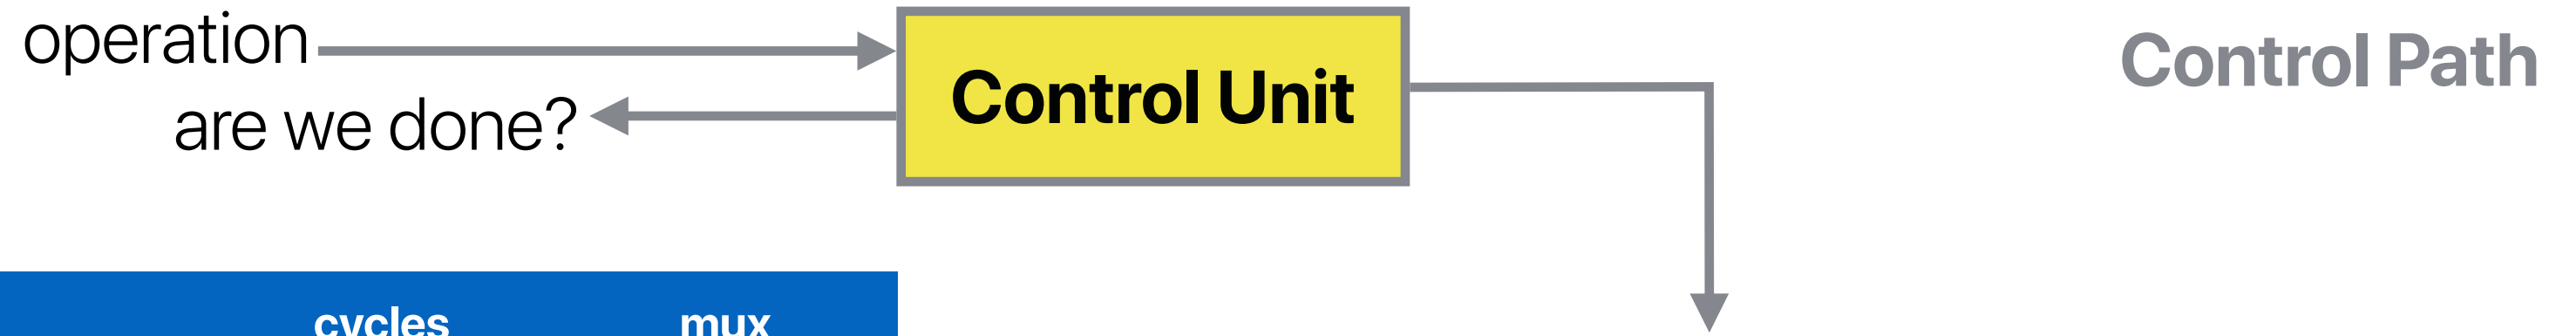 operation
are we done?
Control Unit
Control Path
cycles mux